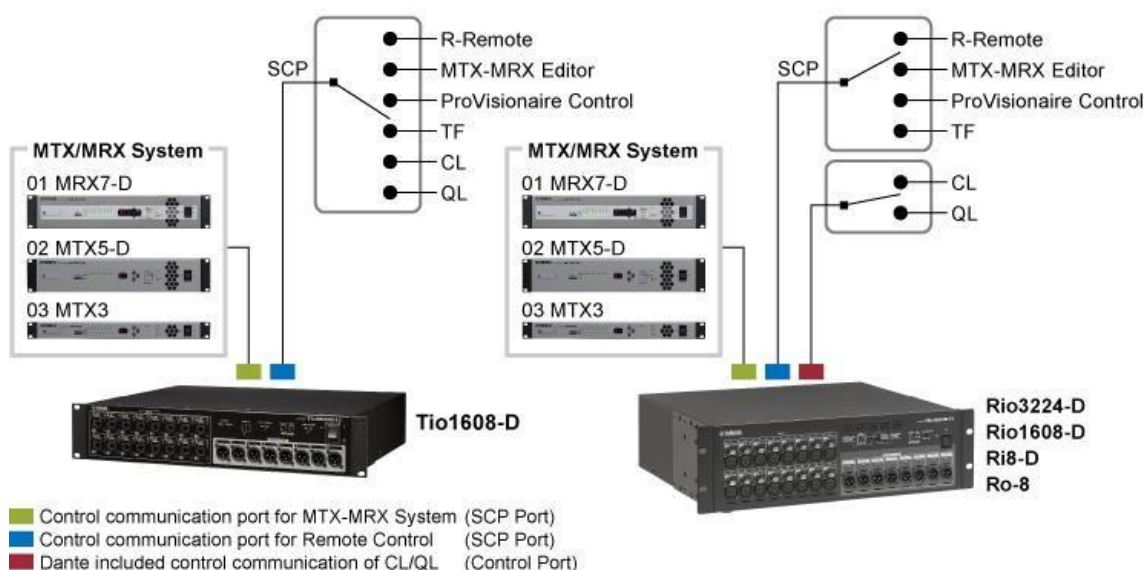 SCP
R-Remote
MTX-MRX Editor
ProVisionaire Control
TF
CL
QL
MTX/MRX System
01 MRX7-D
02 MTX5-D
03 MTX3
Tio1608-D
SCP
R-Remote
MTX-MRX Editor
ProVisionaire Control
TF
CL
QL
MTX/MRX System
01 MRX7-D
02 MTX5-D
03 MTX3
Rio3224-D
Rio1608-D
Ri8-D
Ro-8
Control communication port for MTX-MRX System (SCP Port)
Control communication port for Remote Control (SCP Port)
Dante included control communication of CL/QL (Control Port)